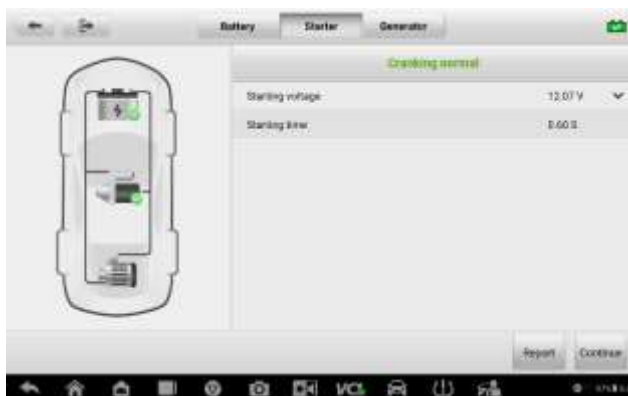 Battery Starter Generator
Cranking normal
Starting voltage 12.07 V
Starting time 0.60 S
Report Continue
VCI